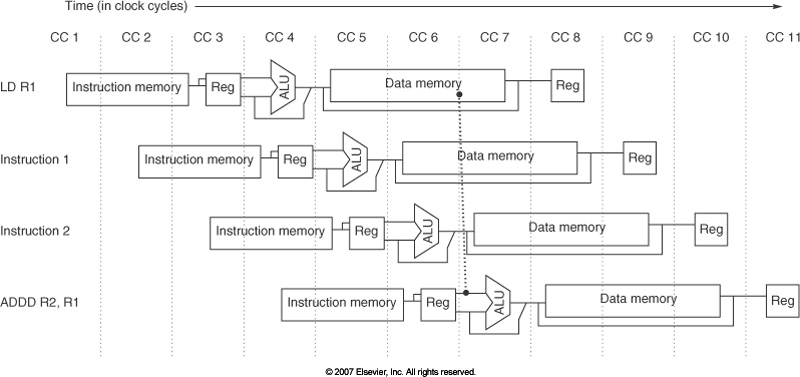 Time (in clock cycles)
CC 1 CC 2 CC 3 CC 4 CC 5 CC 6 CC 7 CC 8 CC 9 CC 10 CC 11
LD R1 Instruction memory Reg ALU Data memory Reg
Instruction 1 Instruction memory Reg ALU Data memory Reg
Instruction 2 Instruction memory Reg ALU Data memory Reg
ADDD R2, R1 Instruction memory Reg ALU Data memory Reg
© 2007 Elsevier, Inc. All rights reserved.